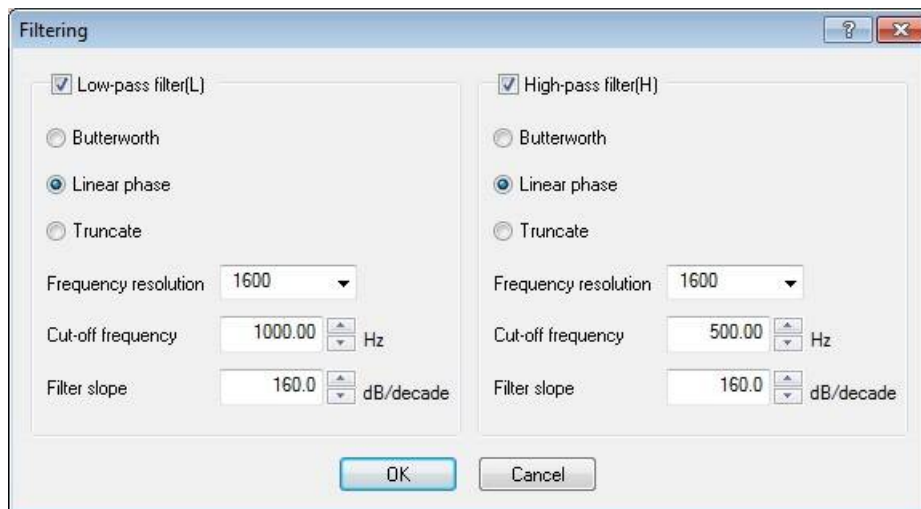 Filtering
Low-pass filter(L)
Butterworth
Linear phase
Truncate
Frequency resolution 1600
Cut-off frequency 1000.00 Hz
Filter slope 160.0 dB/decade
High-pass filter(H)
Butterworth
Linear phase
Truncate
Frequency resolution 1600
Cut-off frequency 500.00 Hz
Filter slope 160.0 dB/decade
OK Cancel